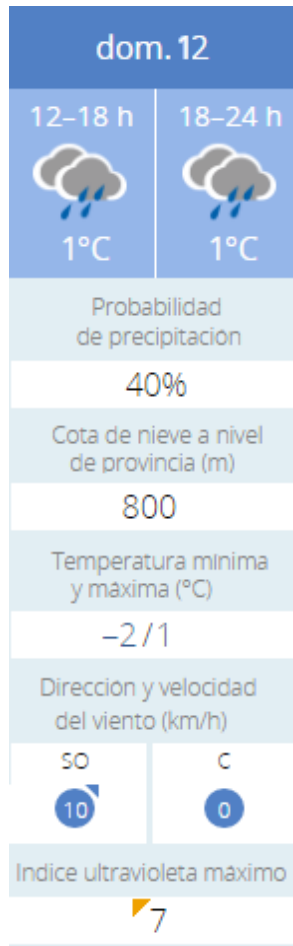 dom. 12
12–18 h 18–24 h
1°C 1°C
Probabilidad
de precipitación
40%
Cota de nieve a nivel
de provincia (m)
800
Temperatura mínima
y máxima (°C)
–2 / 1
Dirección y velocidad
del viento (km/h)
SO C
10 0
Indice ultravioleta máximo
7